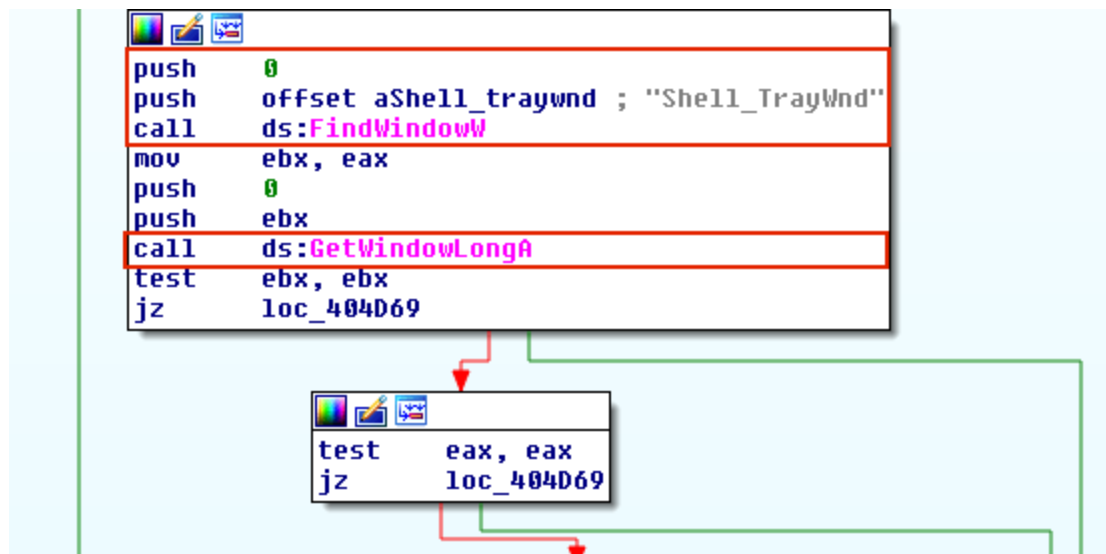 push 0
push offset aShell_traywnd ; "Shell_TrayWnd"
call ds:FindWindowW
mov ebx, eax
push 0
push ebx
call ds:GetWindowLongA
test ebx, ebx
jz loc_404D69
test eax, eax
jz loc_404D69